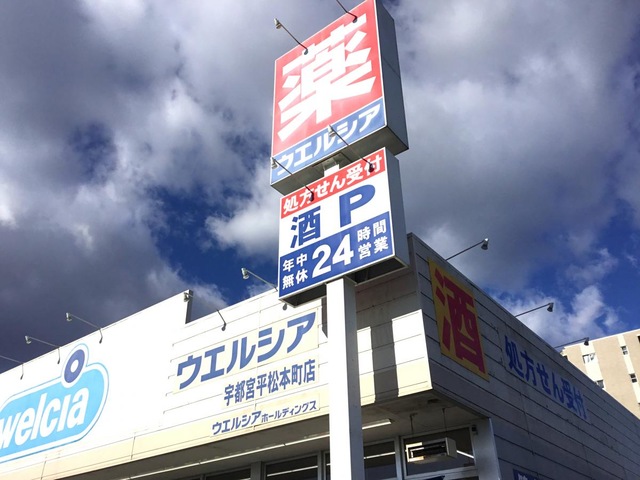 薬
ウエルシア
処方せん受付
酒 P
年中無休 24 時間営業
welcia
ウエルシア
宇都宮平松本町店
ウエルシアホールディングス
酒
処方せん受付